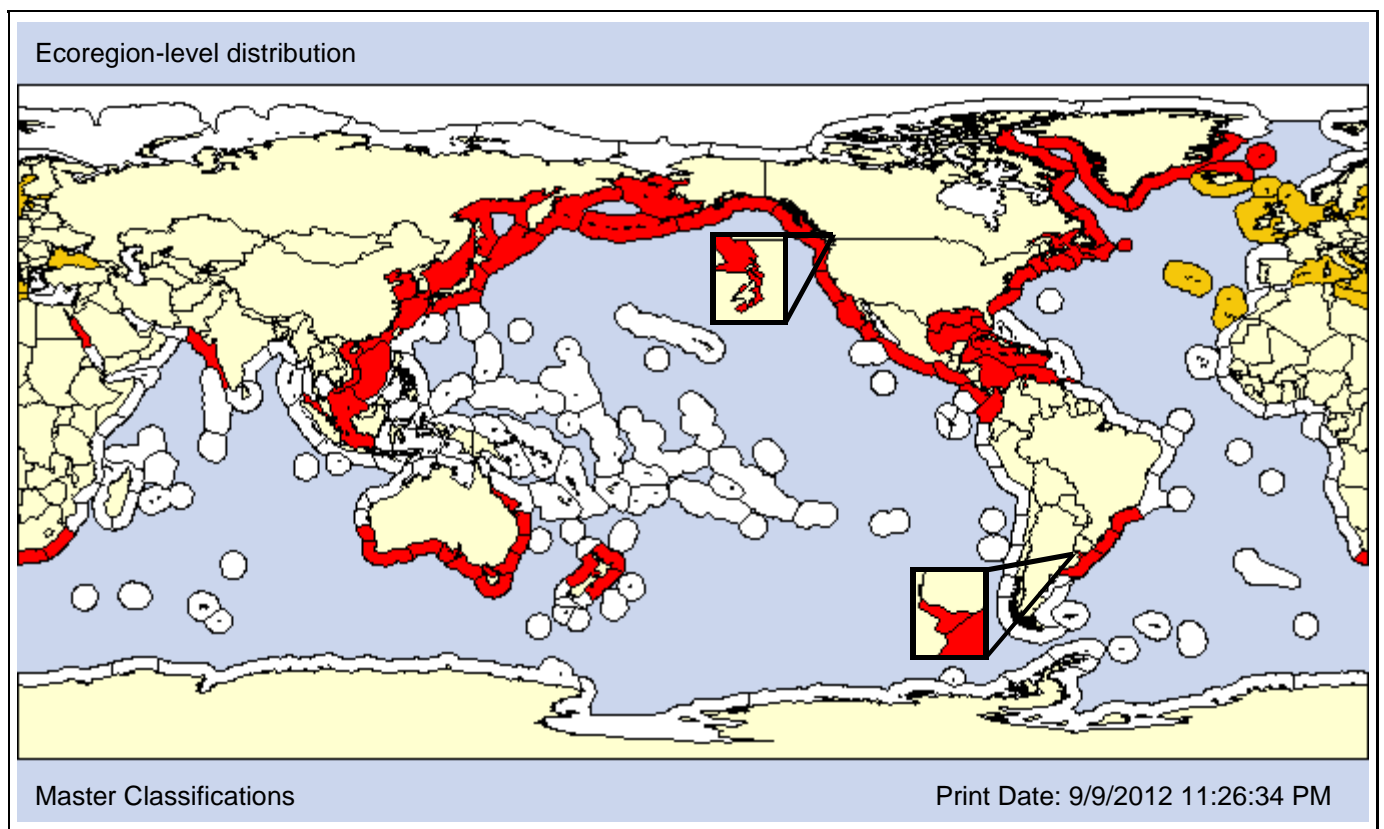 Ecoregion-level distribution
Master Classifications
Print Date: 9/9/2012 11:26:34 PM